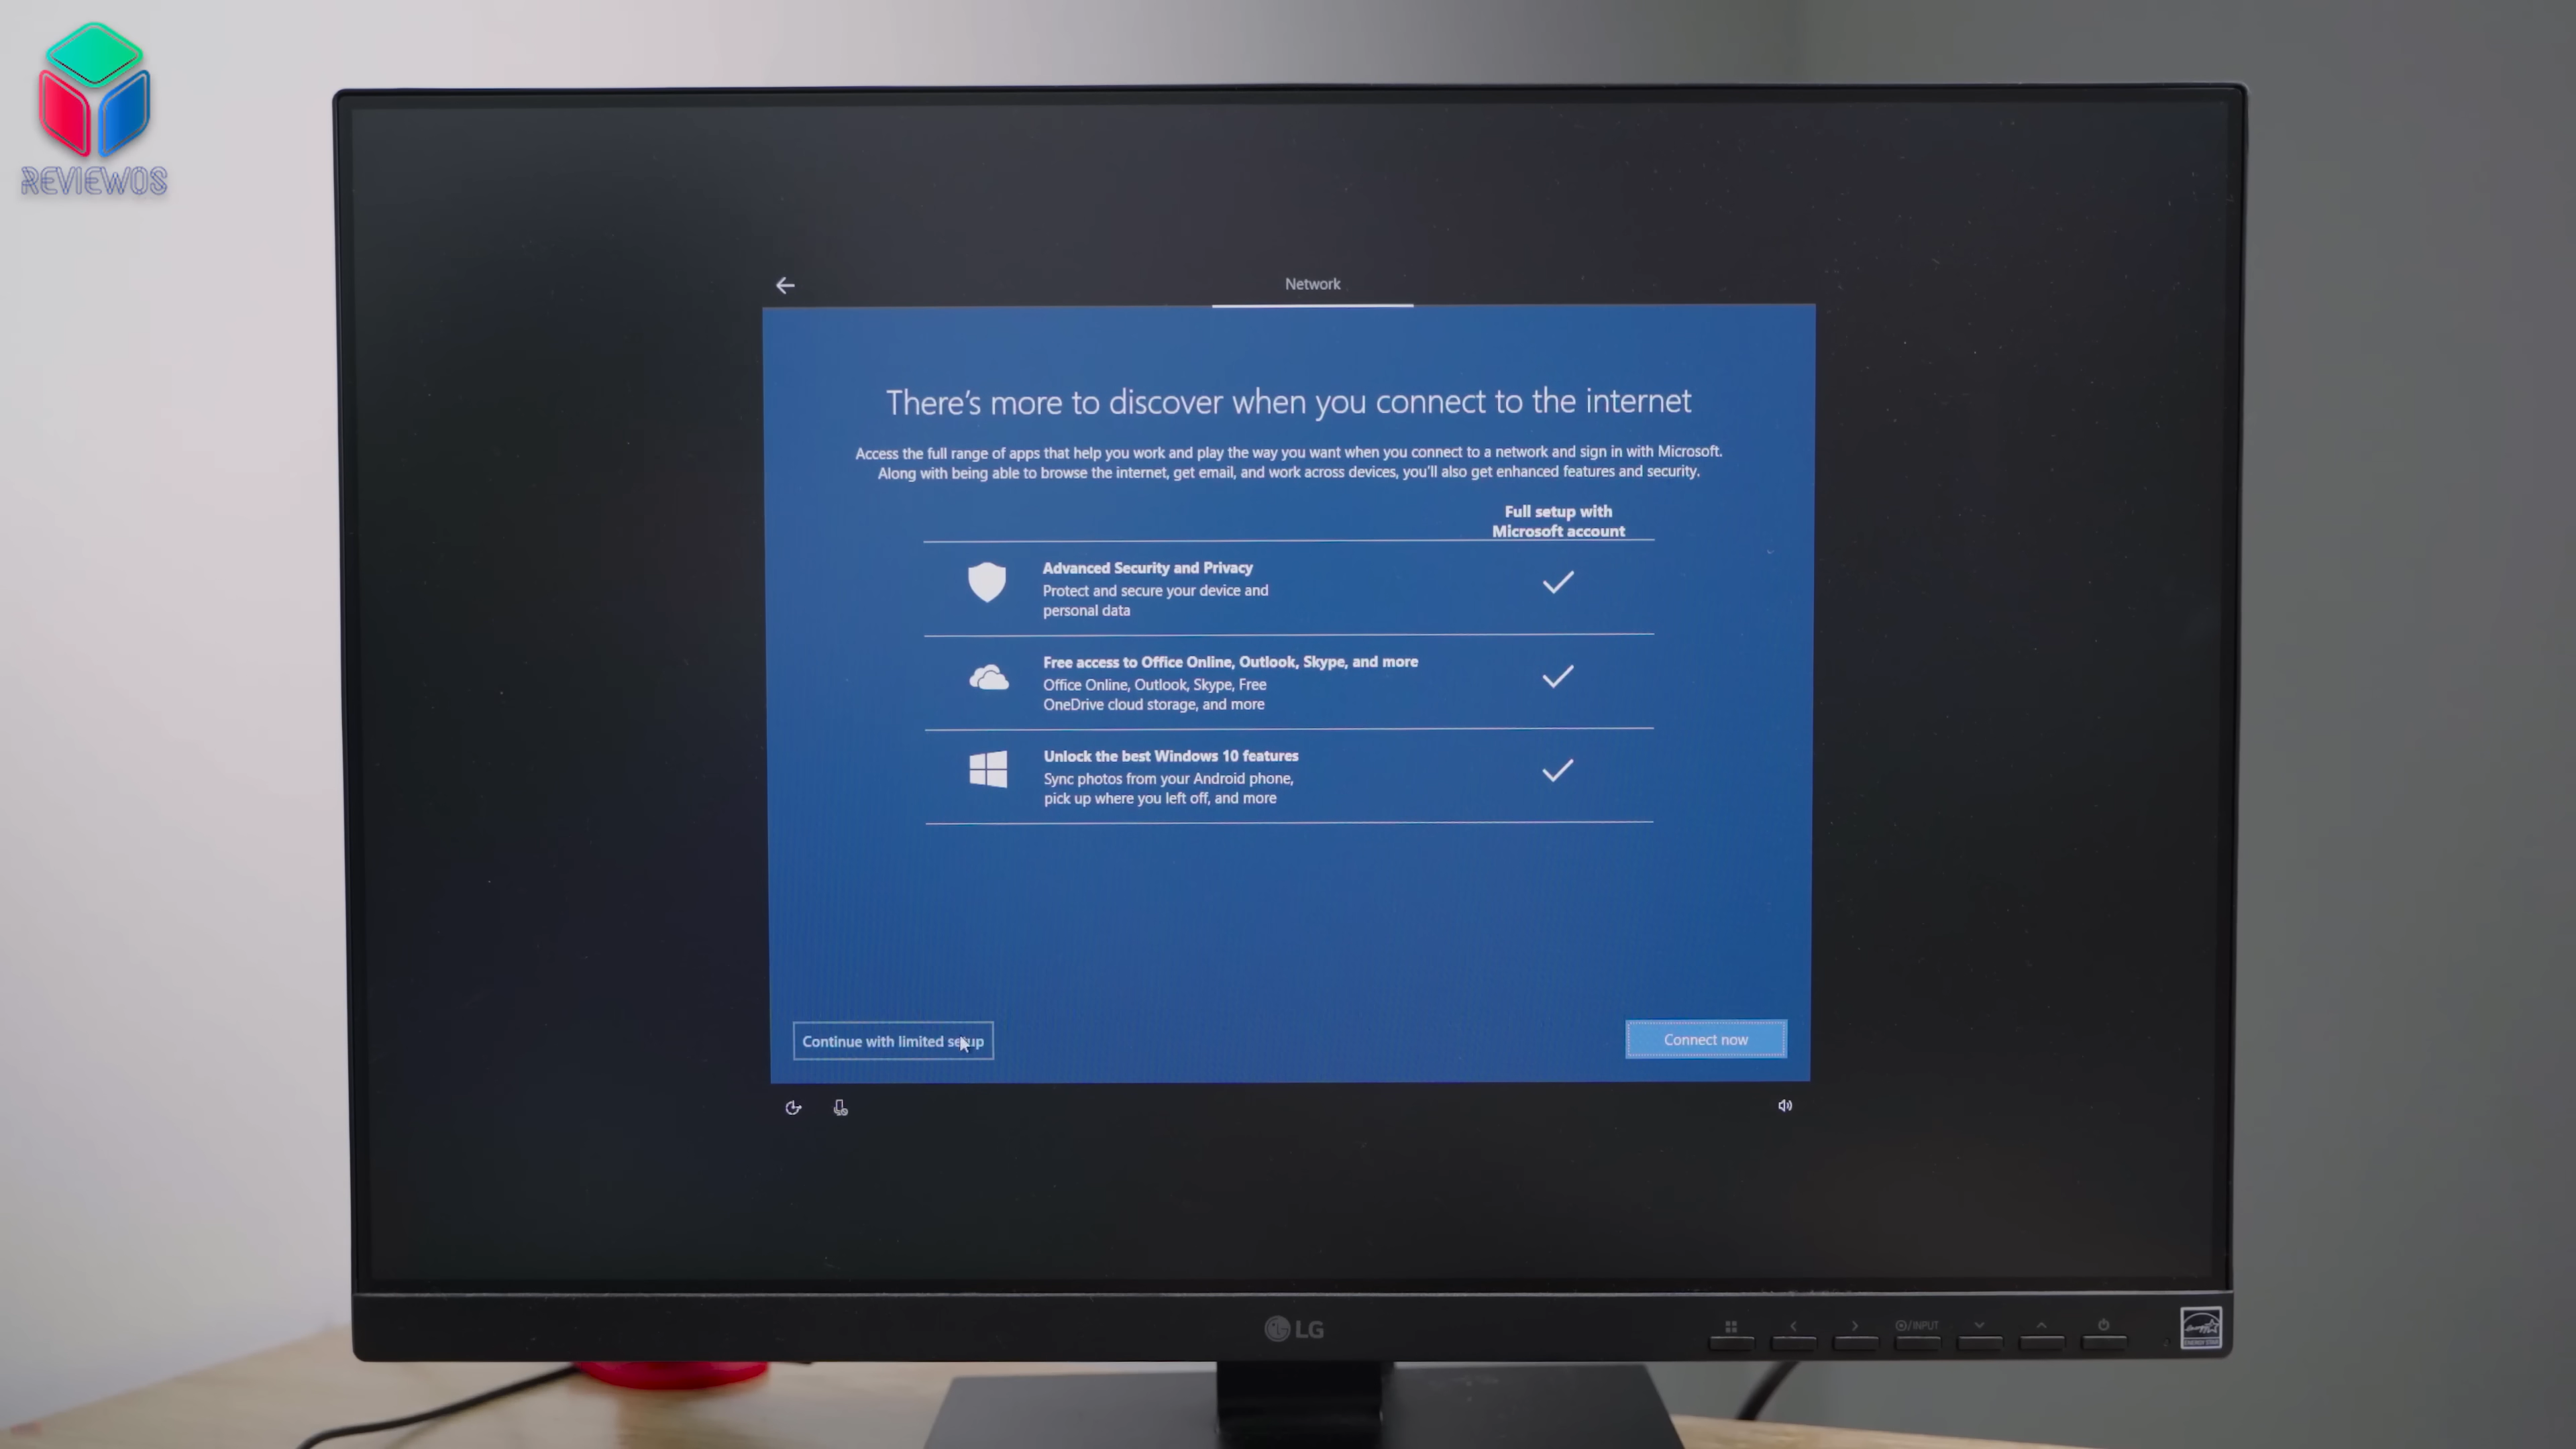 REVIEWOS
Network
There's more to discover when you connect to the internet
Access the full range of apps that help you work and play the way you want when you connect to a network and sign in with Microsoft.
Along with being able to browse the internet, get email, and work across devices, you'll also get enhanced features and security.
Full setup with
Microsoft account
Advanced Security and Privacy
Protect and secure your device and
personal data
Free access to Office Online, Outlook, Skype, and more
Office Online, Outlook, Skype, Free
OneDrive cloud storage, and more
Unlock the best Windows 10 features
Sync photos from your Android phone,
pick up where you left off, and more
Continue with limited setup
Connect now
LG
/INPUT
ENERGY STAR